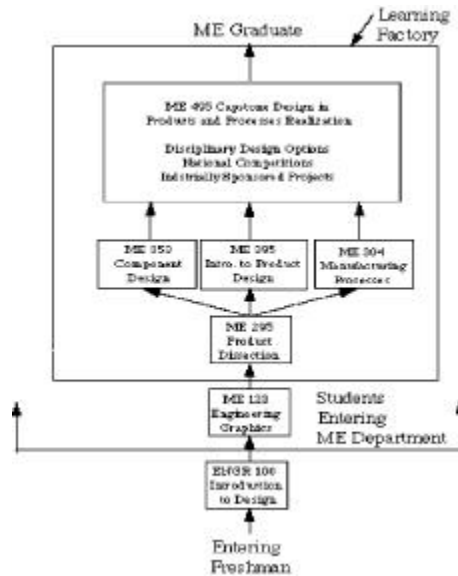 ME Graduate
Learning
Factory
ME 495 Capstone Design in
Products and Processes Realization
Disciplinary Design Options
National Competitions
Industrially Sponsored Projects
ME 353
Component
Design
ME 395
Intro. to Product
Design
ME 304
Manufacturing
Processes
ME 295
Product
Dissection
ME 123
Engineering
Graphics
Students
Entering
ME Department
ENGR 100
Introduction
to Design
Entering
Freshman